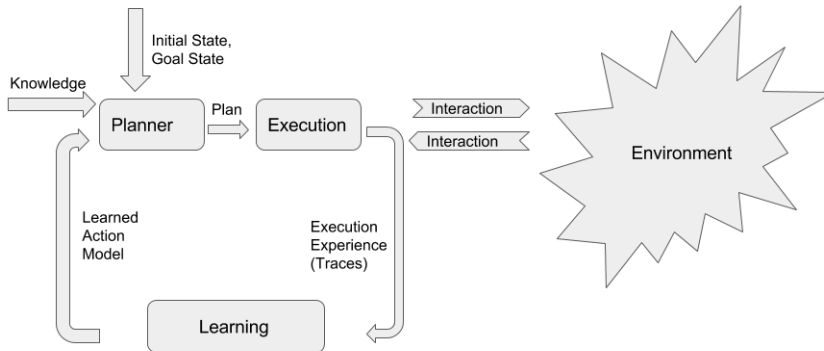 Initial State,
Goal State
Knowledge
Planner
Plan
Execution
Interaction
Interaction
Environment
Learned
Action
Model
Execution
Experience
(Traces)
Learning